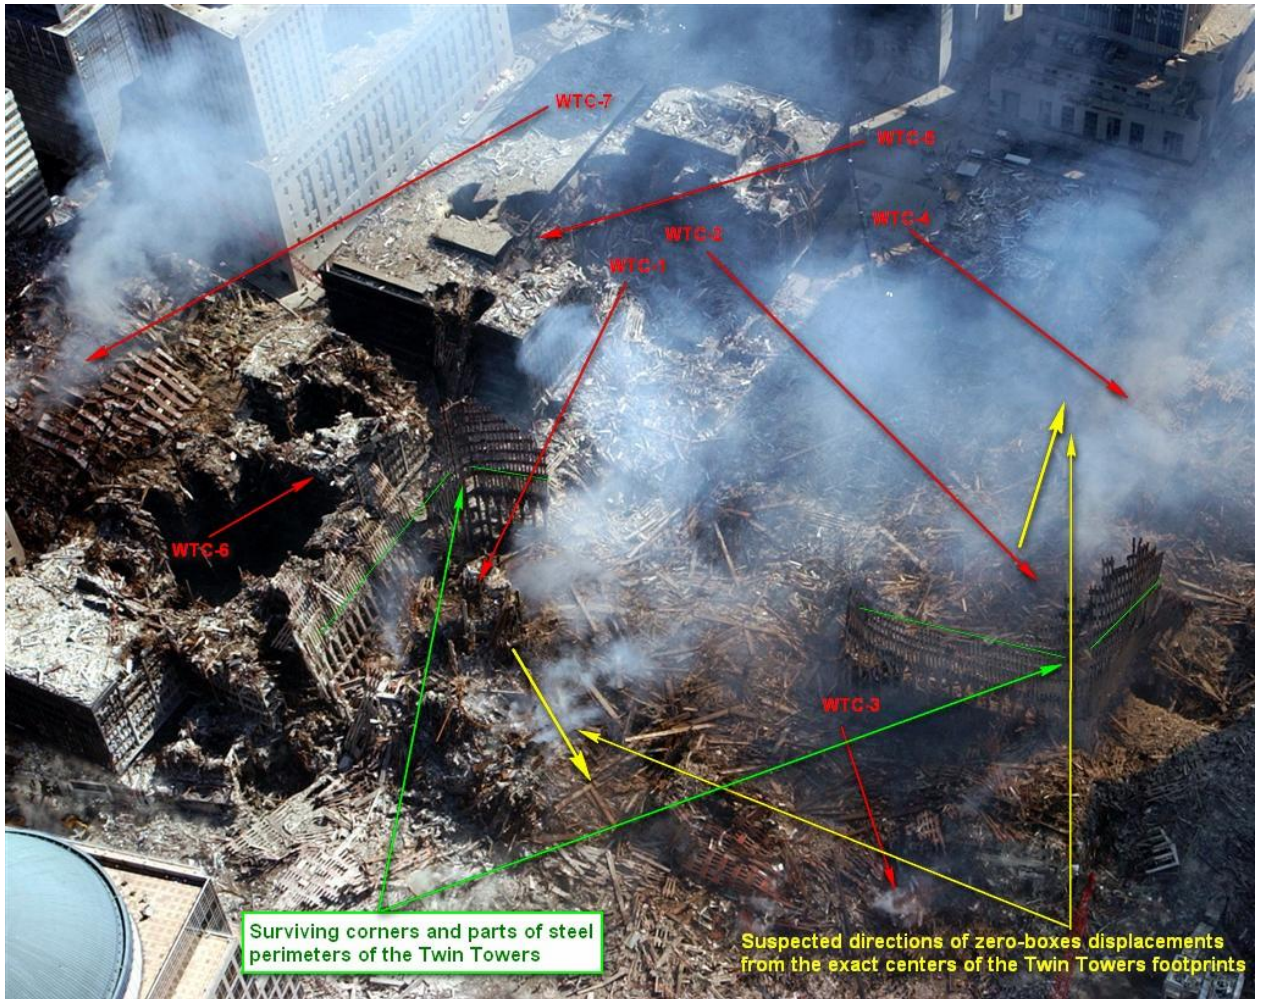 WTC-7
WTC-5
WTC-4
WTC-2
WTC-1
WTC-6
WTC-3
Surviving corners and parts of steel
perimeters of the Twin Towers
Suspected directions of zero-boxes displacements
from the exact centers of the Twin Towers footprints